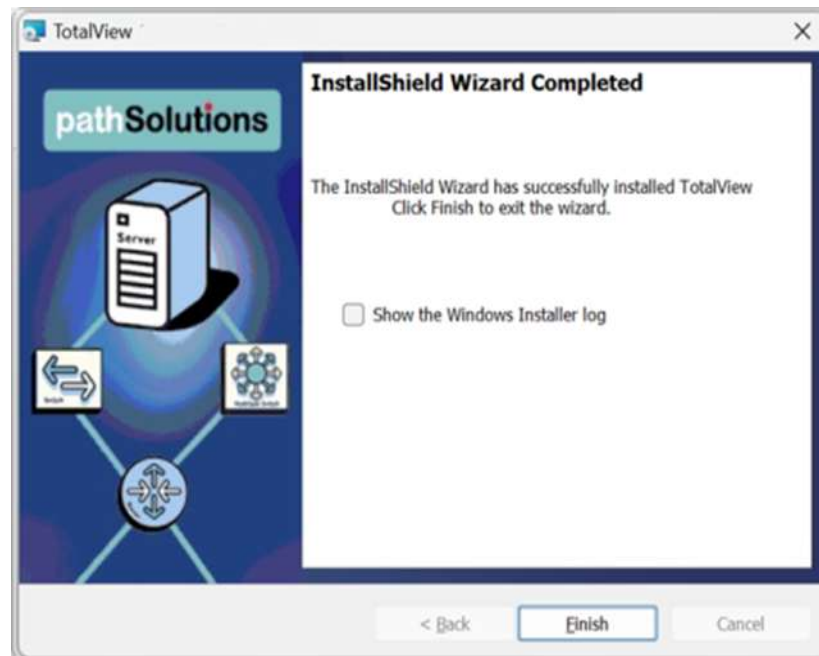 TotalView
InstallShield Wizard Completed
pathSolutions
The InstallShield Wizard has successfully installed TotalView
Click Finish to exit the wizard.
Server
Show the Windows Installer log
< Back
Finish
Cancel